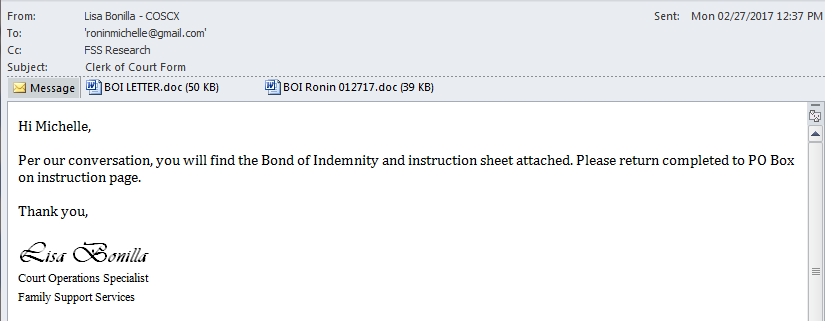 From: Lisa Bonilla - COSCX Sent: Mon 02/27/2017 12:37 PM
To: 'roninmichelle@gmail.com'
Cc: FSS Research
Subject: Clerk of Court Form
Message BOI LETTER.doc (50 KB) BOI Ronin 012717.doc (39 KB)
Hi Michelle,
Per our conversation, you will find the Bond of Indemnity and instruction sheet attached. Please return completed to PO Box
on instruction page.
Thank you,
Lisa Bonilla
Court Operations Specialist
Family Support Services